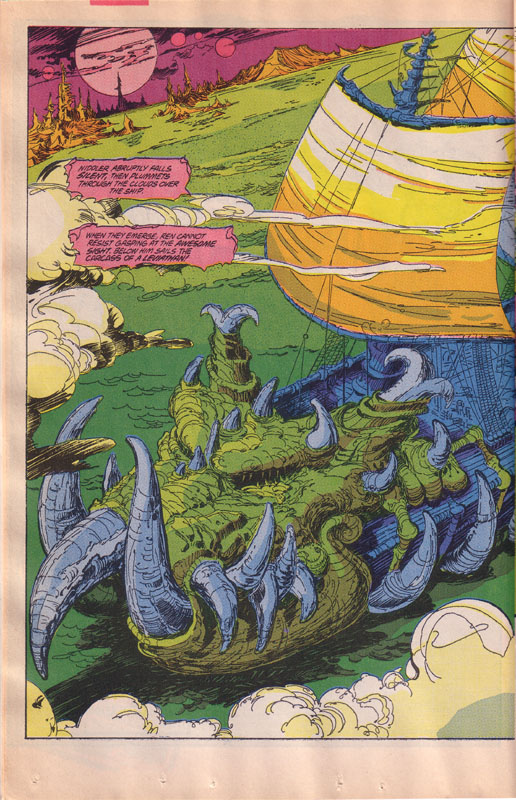 NIDDLER ABRUPTLY FALLS
SILENT, THEN PLUMMETS
THROUGH THE CLOUDS OVER
THE SHIP.
WHEN THEY EMERGE, REN CANNOT
RESIST GASPING AT THE AWESOME
SIGHT. BELOW HIM SAILS THE
CARCASS OF A LEVIATHAN!